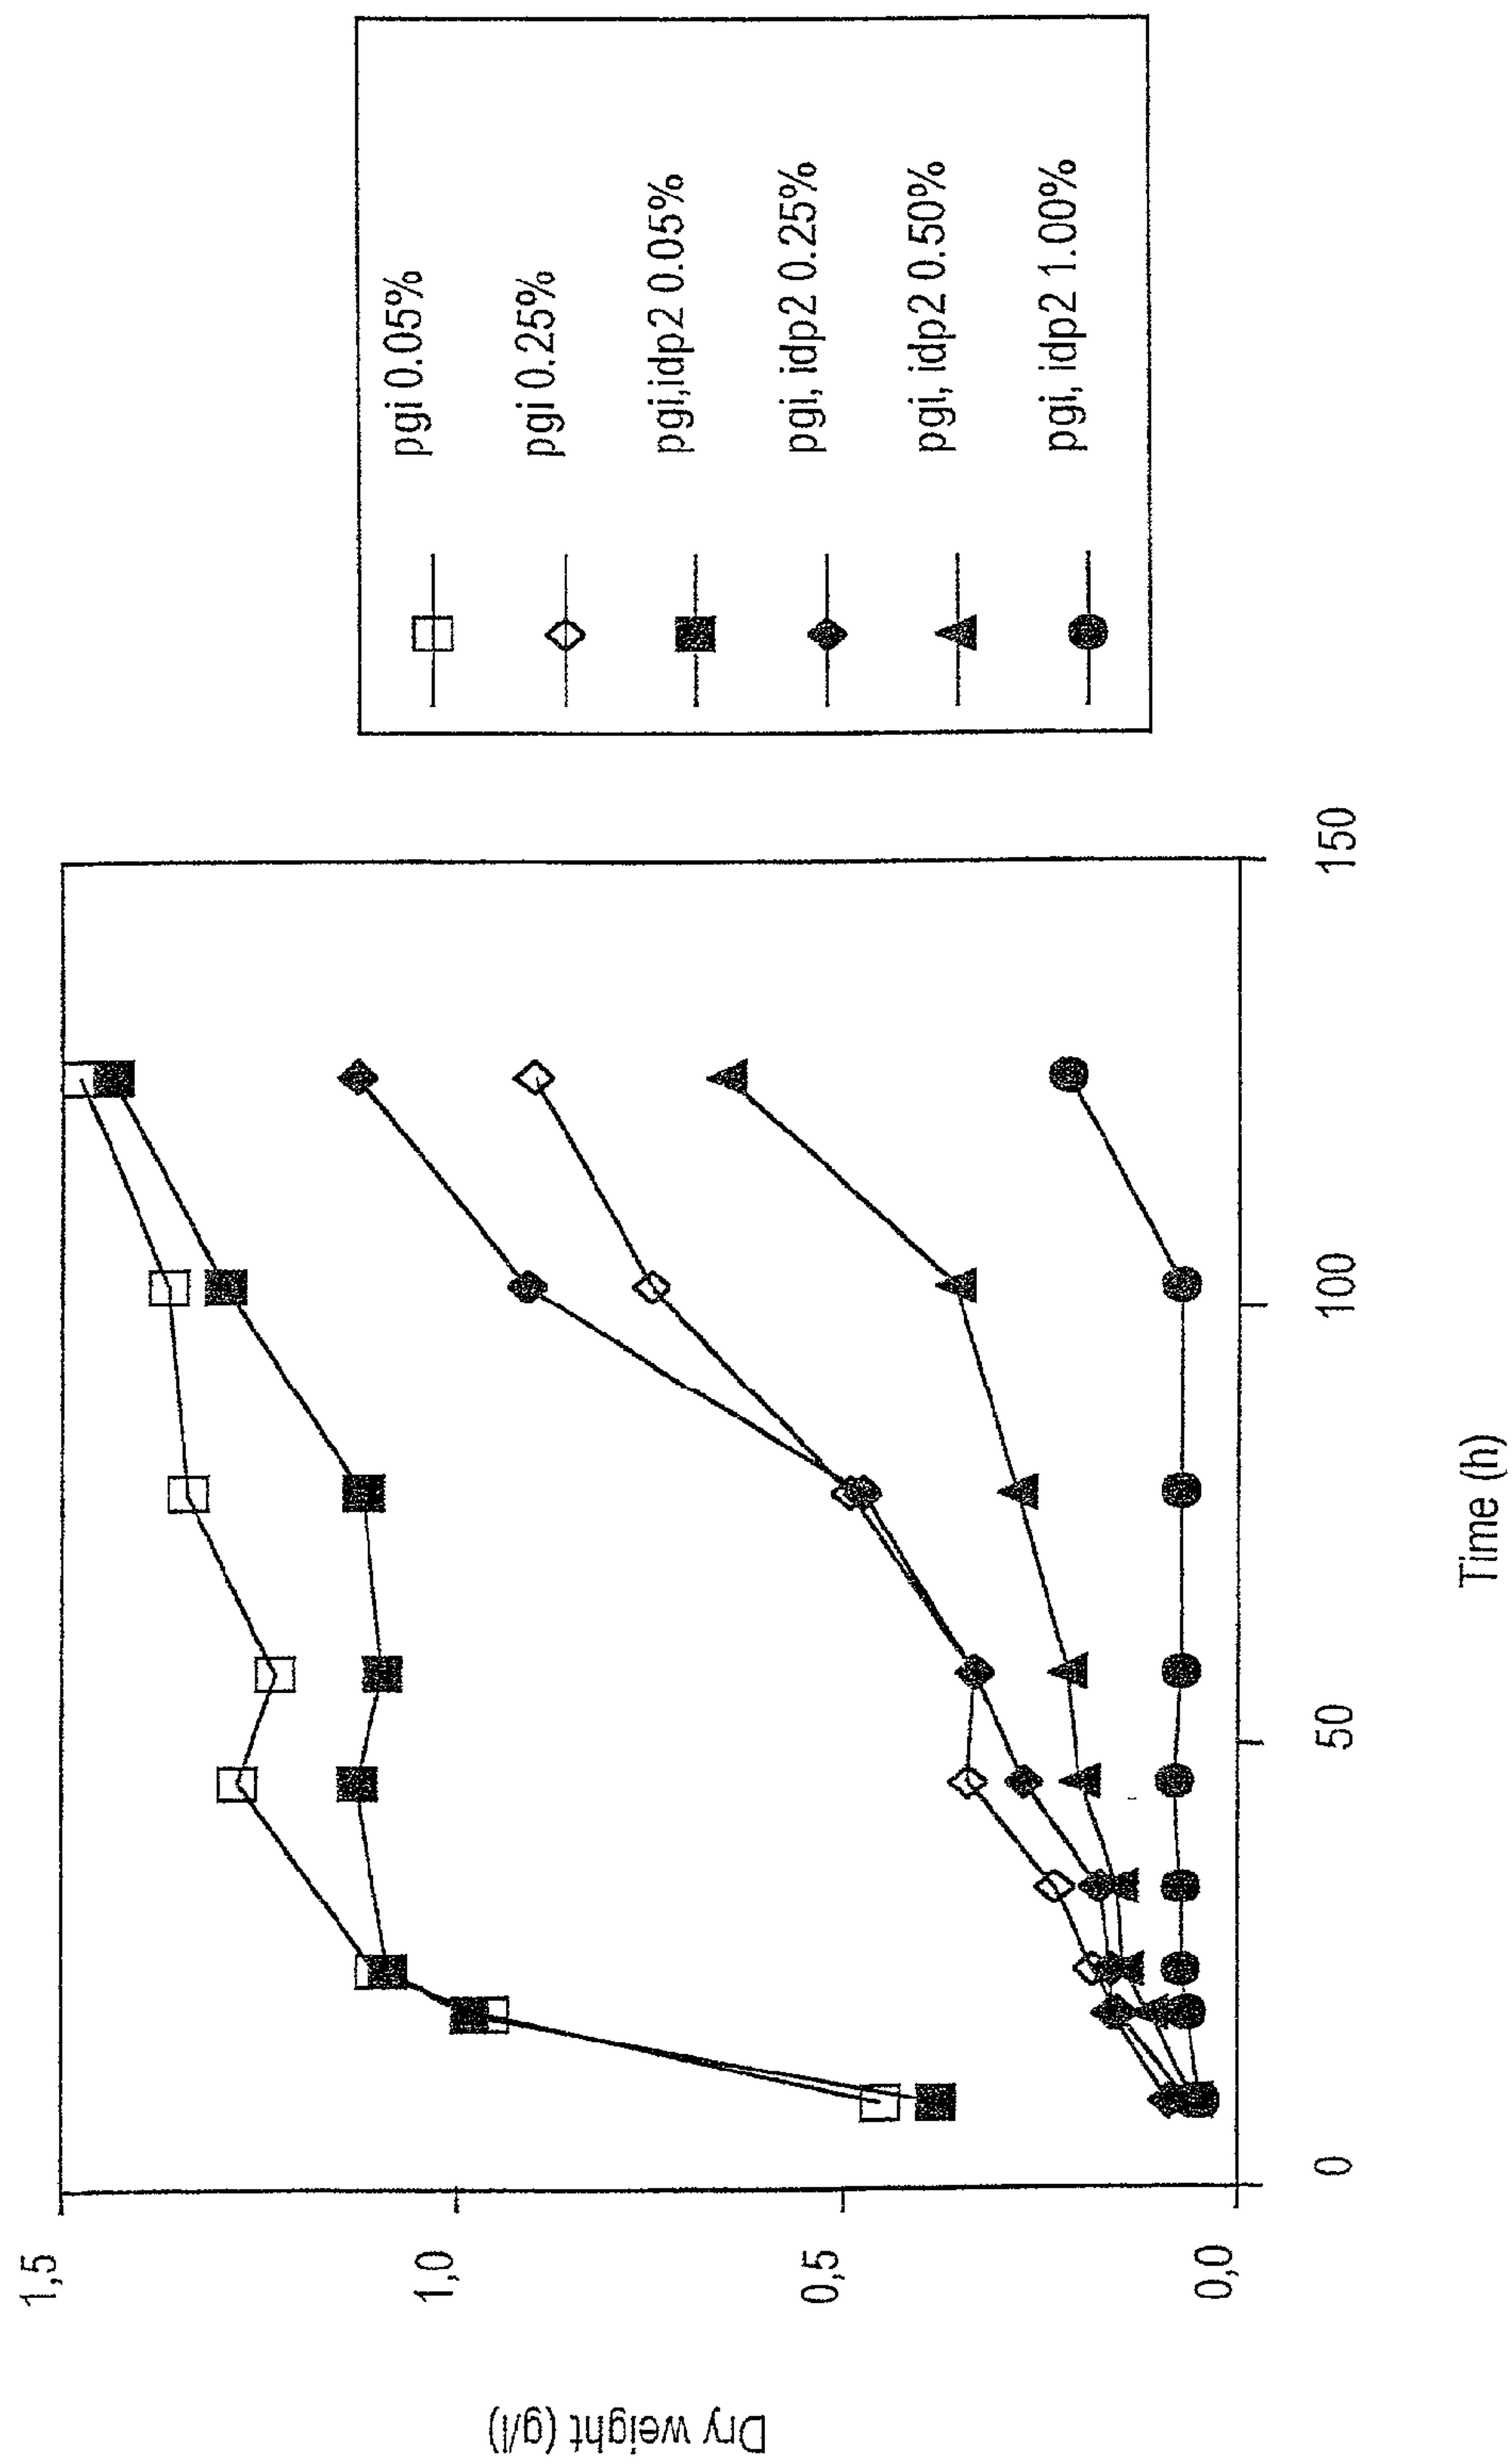 Dry weight (g/l)
1,5
1,0
0,5
0,0
0
50
100
150
Time (h)
pgi 0.05%
pgi 0.25%
pgi,idp2 0.05%
pgi, idp2 0.25%
pgi, idp2 0.50%
pgi, idp2 1.00%